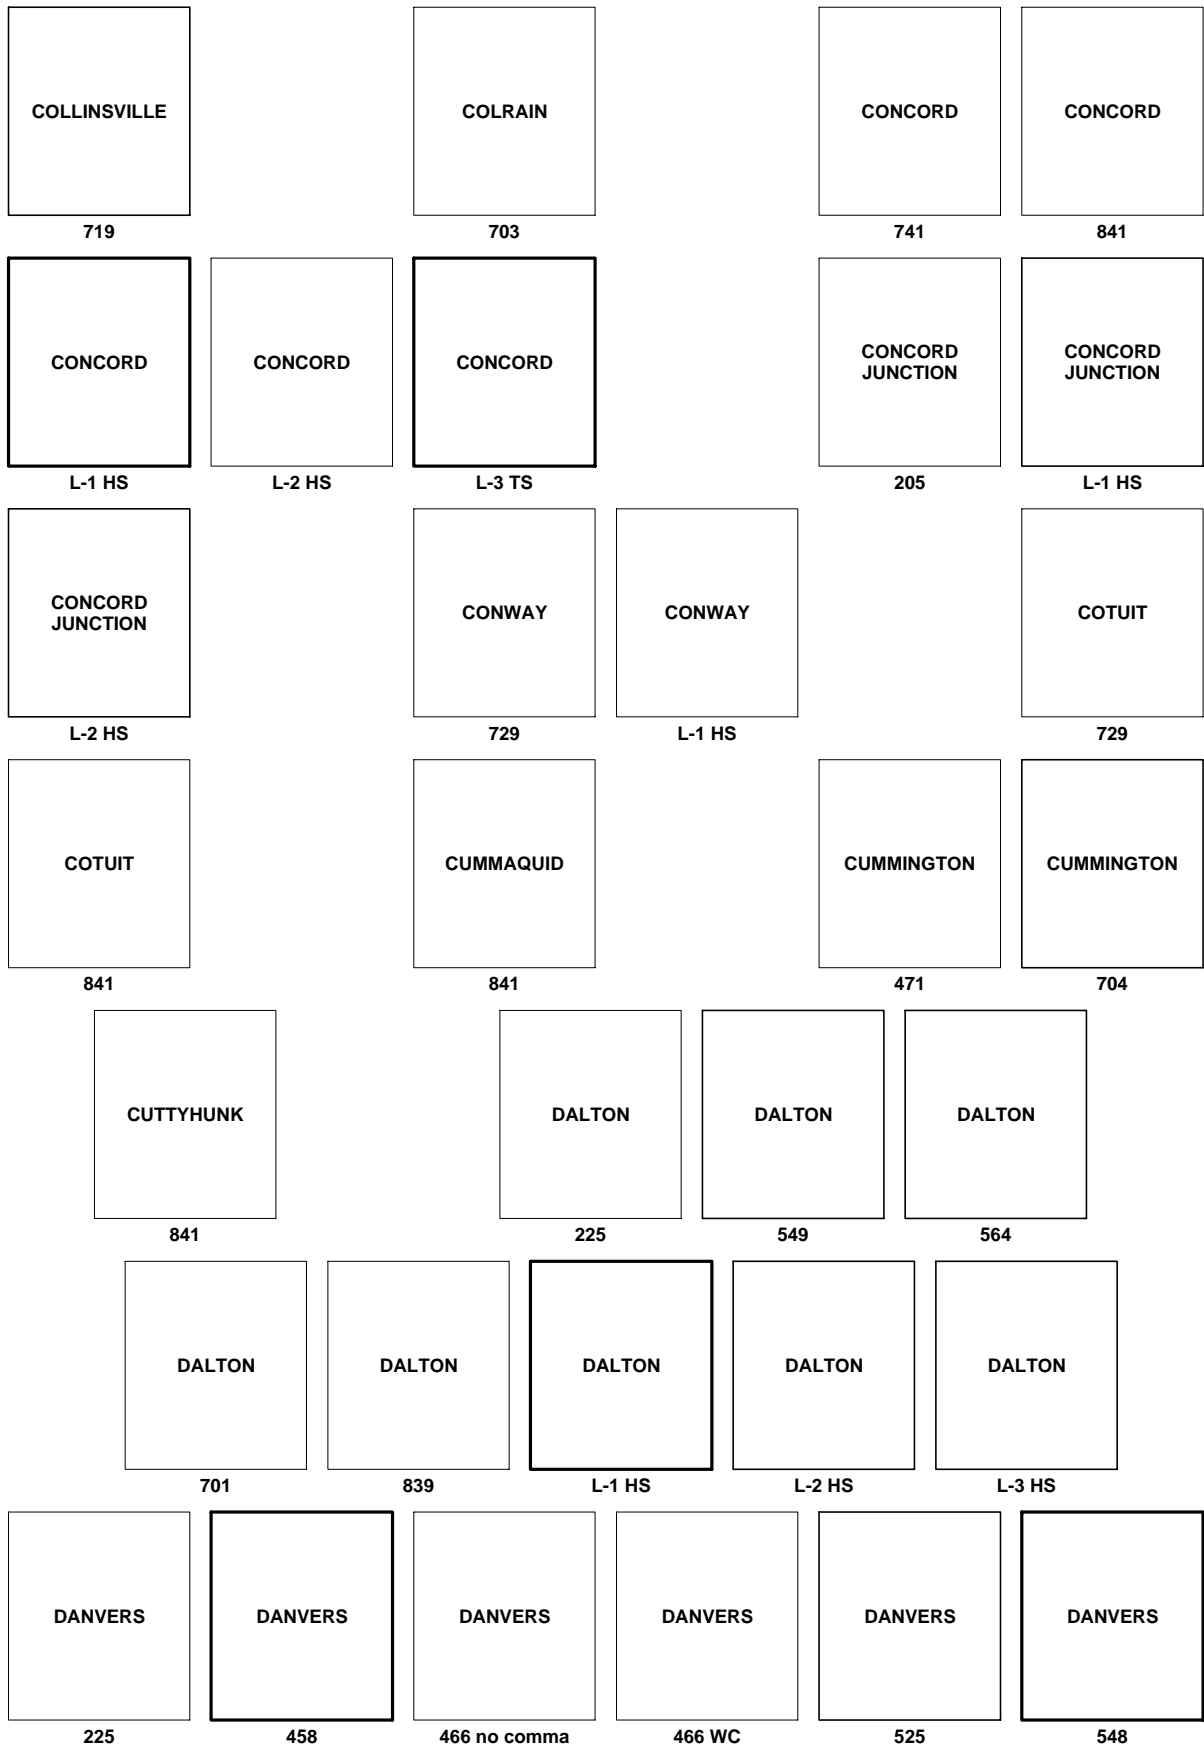 COLLINSVILLE
COLRAIN
CONCORD
CONCORD
719
703
741
841
CONCORD
CONCORD
CONCORD
CONCORD
JUNCTION
CONCORD
JUNCTION
L-1 HS
L-2 HS
L-3 TS
205
L-1 HS
CONCORD
JUNCTION
CONWAY
CONWAY
COTUIT
L-2 HS
729
L-1 HS
729
COTUIT
CUMMAQUID
CUMMINGTON
CUMMINGTON
841
841
471
704
CUTTYHUNK
DALTON
DALTON
DALTON
841
225
549
564
DALTON
DALTON
DALTON
DALTON
DALTON
701
839
L-1 HS
L-2 HS
L-3 HS
DANVERS
DANVERS
DANVERS
DANVERS
DANVERS
DANVERS
225
458
466 no comma
466 WC
525
548